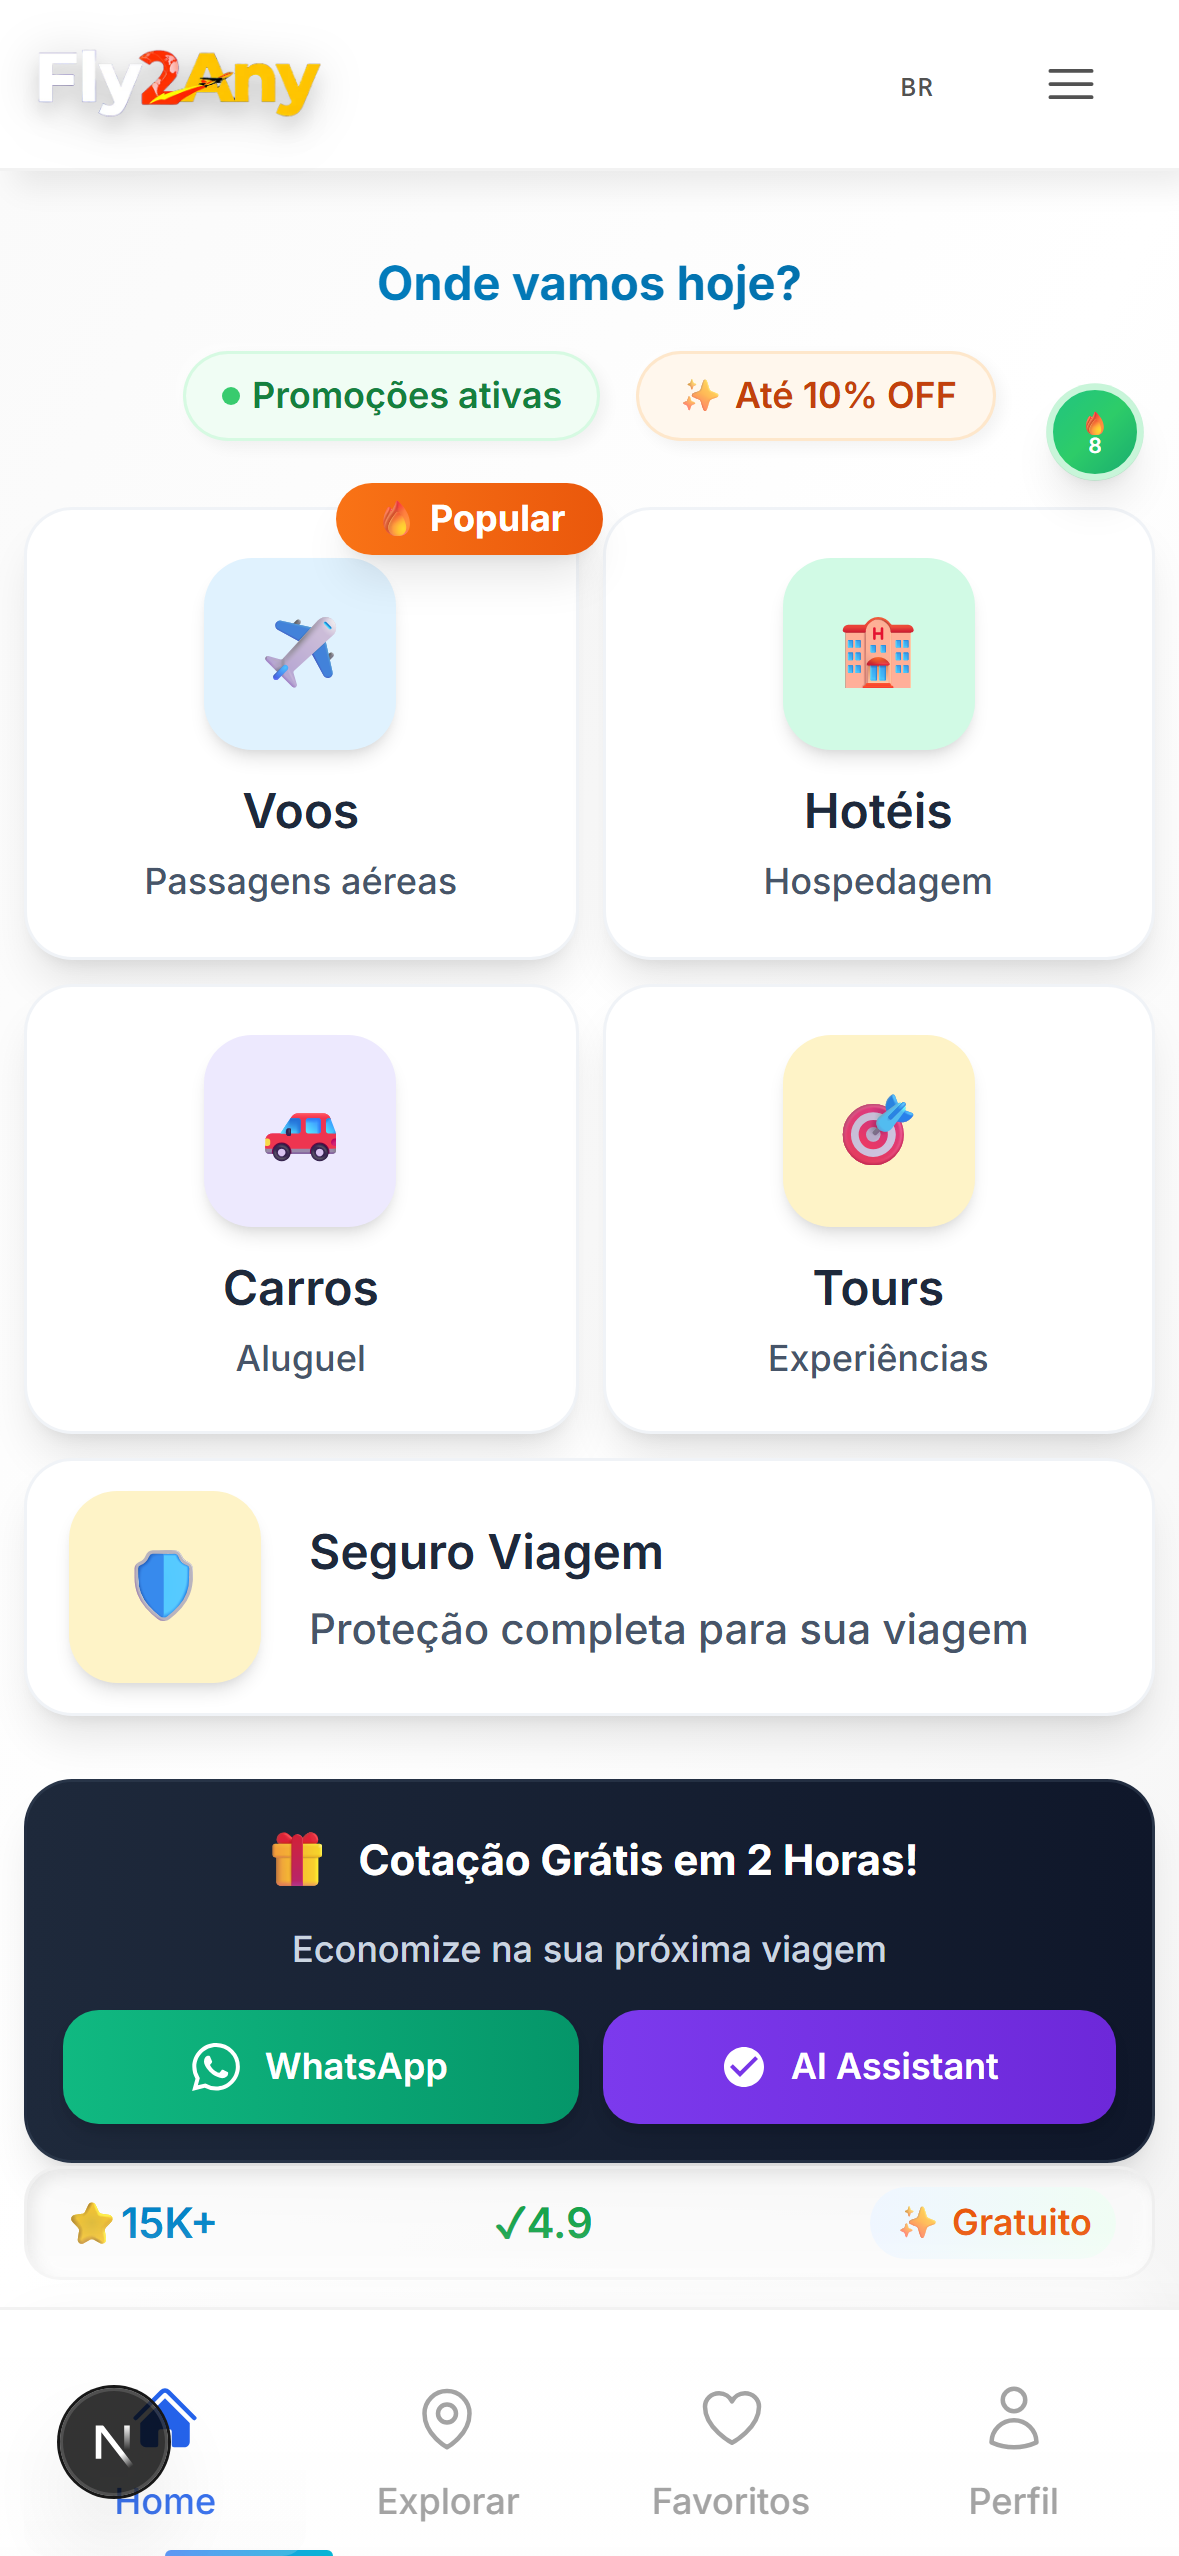 Fly2Any
BR
Onde vamos hoje?
Promoções ativas
Até 10% OFF
8
Popular
Voos
Passagens aéreas
Hotéis
Hospedagem
Carros
Aluguel
Tours
Experiências
Seguro Viagem
Proteção completa para sua viagem
Cotação Grátis em 2 Horas!
Economize na sua próxima viagem
WhatsApp
AI Assistant
15K+
✓4.9
Gratuito
N
Home
Explorar
Favoritos
Perfil